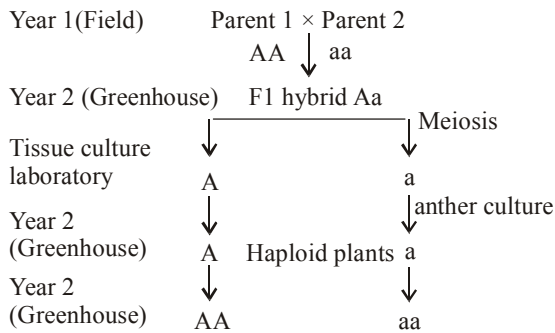 Year 1(Field) Parent 1 × Parent 2
AA aa
Year 2 (Greenhouse) F1 hybrid Aa
Meiosis
Tissue culture
laboratory A a
anther culture
Year 2
(Greenhouse) A Haploid plants a
Year 2
(Greenhouse) AA aa